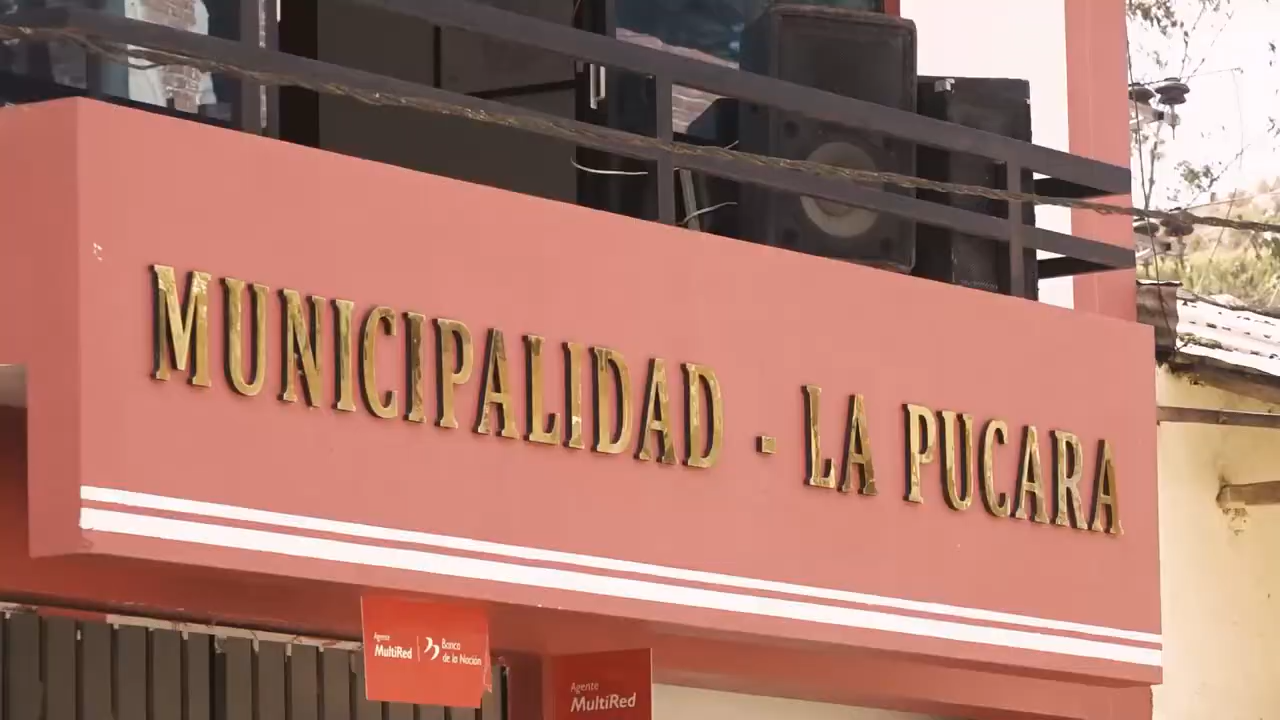 MUNICIPALIDAD - LA PUCARA
Agente
MultiRed
Banco
de la Nación
Agente
MultiRed